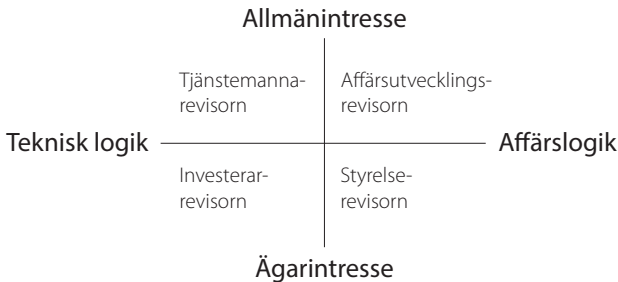 Allmänintresse
Tjänstemanna-
revisorn
Affärsutvecklings-
revisorn
Teknisk logik
Affärslogik
Investerar-
revisorn
Styrelse-
revisorn
Ägarintresse